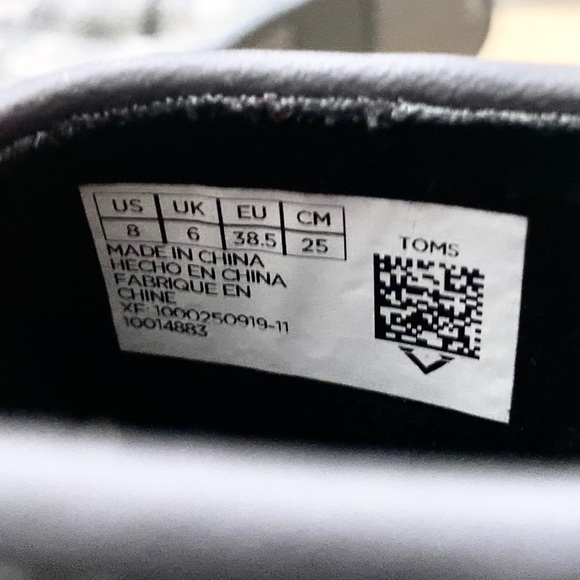 US UK EU CM
8 6 38.5 25
MADE IN CHINA
HECHO EN CHINA
FABRIQUE EN
CHINE
XF: 1000250919-11
10014883
TOMS